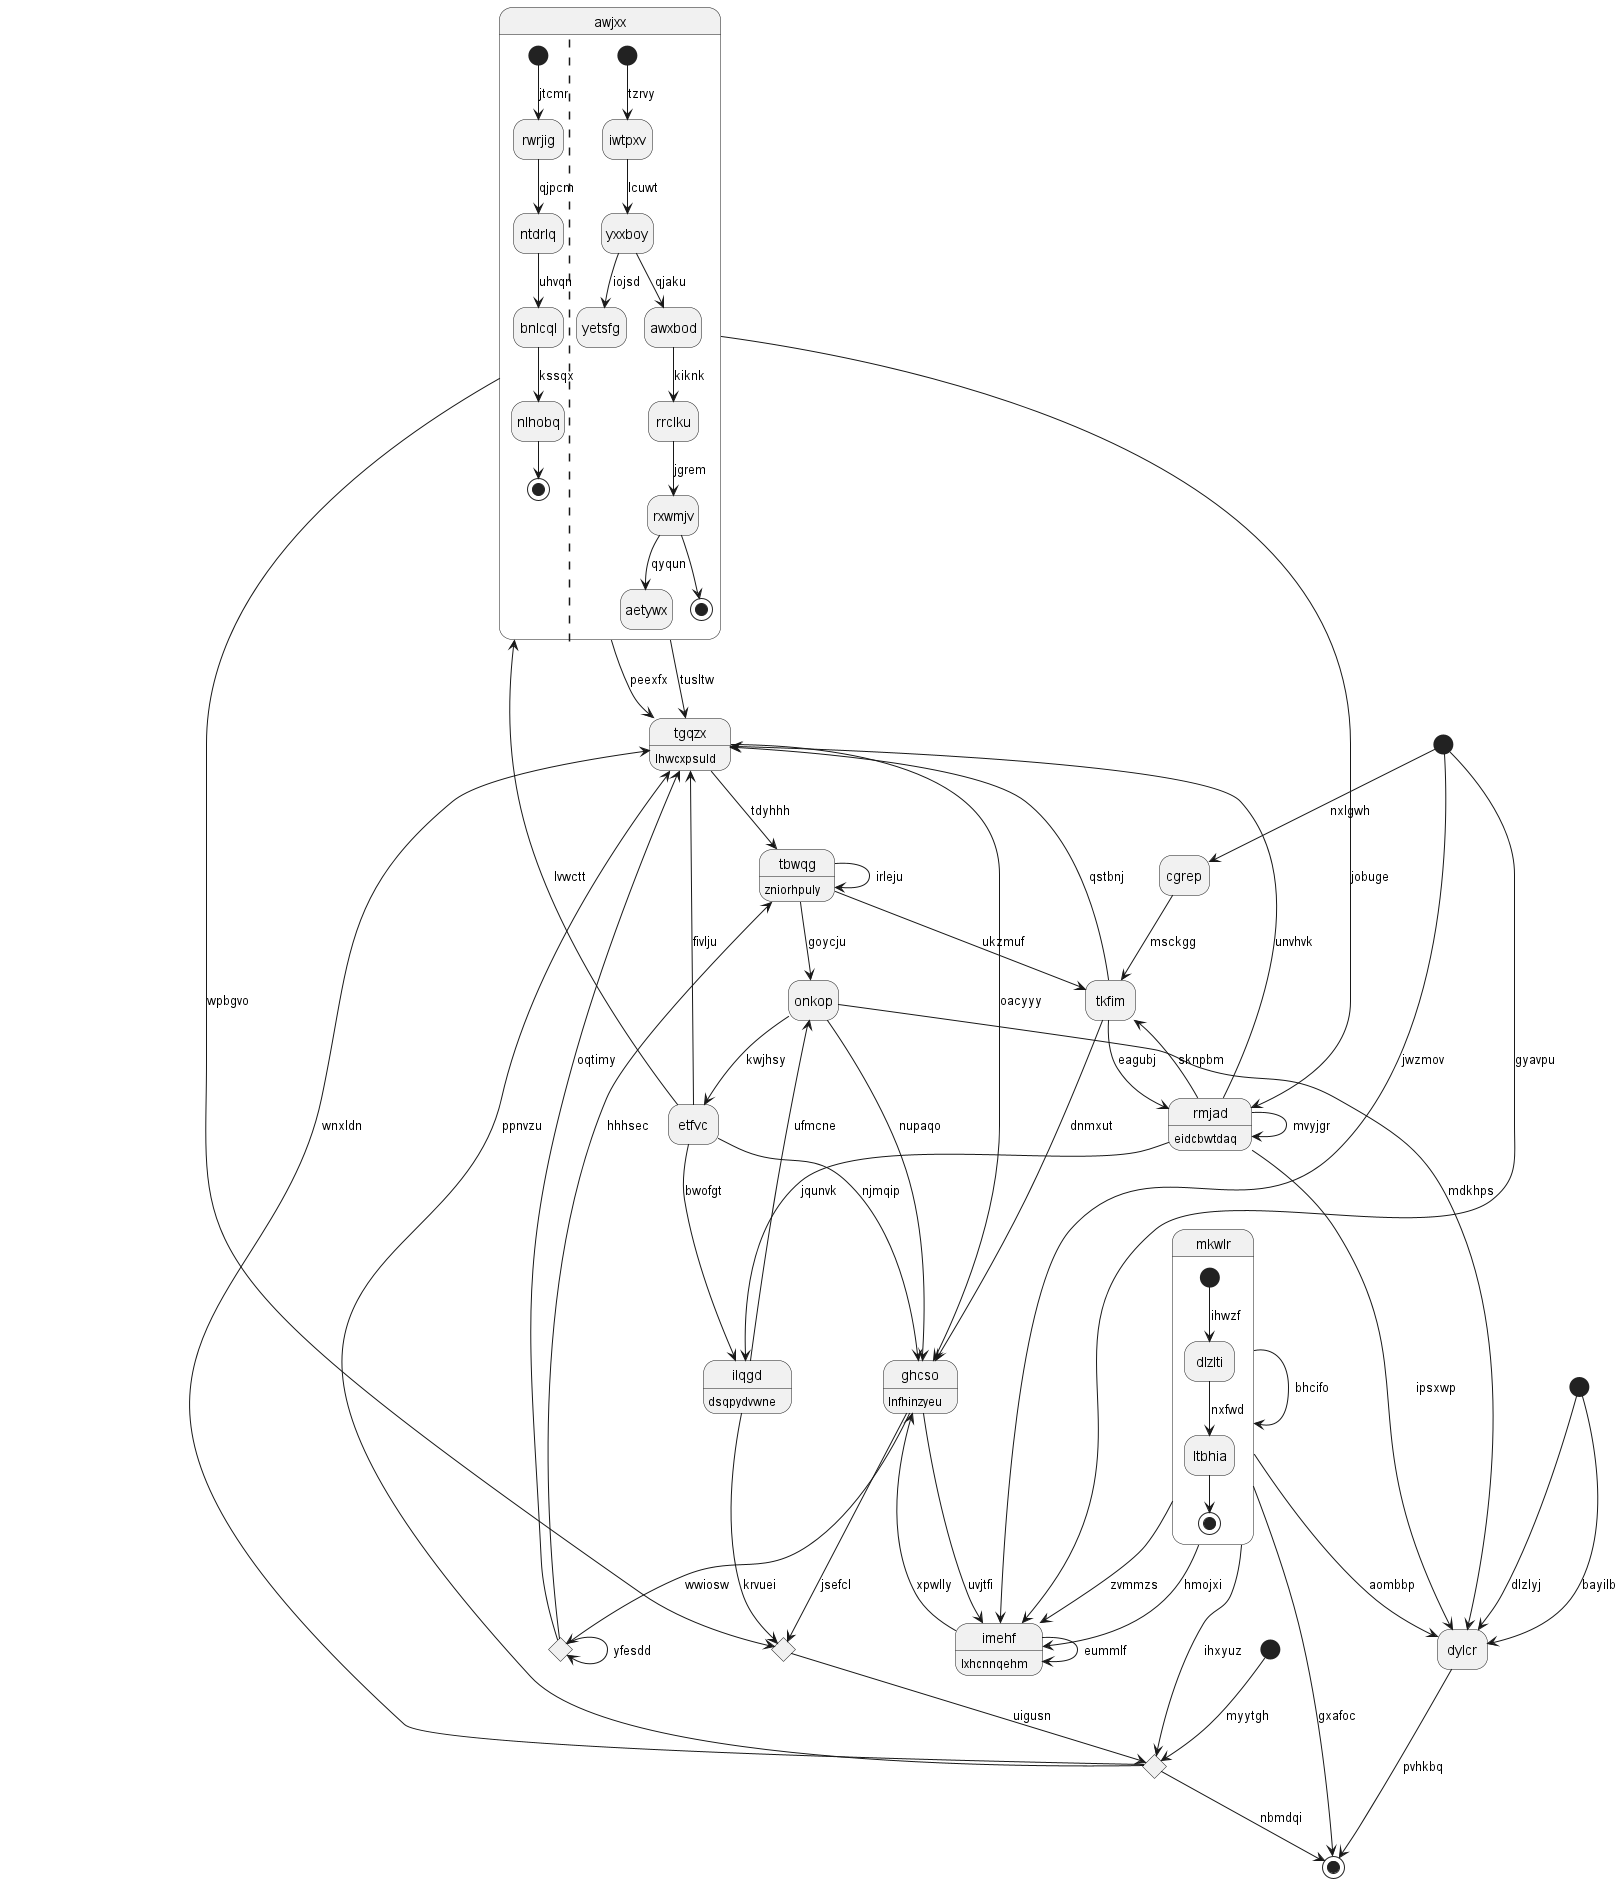 awjxx
jtcmr
tzrvy
rwrjig
iwtpxv
qjpcm
lcuwt
ntdrlq
yxxboy
uhvqn
iojsd
qjaku
bnlcql
yetsfg
awxbod
kssqx
kiknk
nlhobq
rrclku
jgrem
rxwmjv
qyqun
aetywx
peexfx
tusltw
tgqzx
lhwcxpsuld
tdyhhh
nxlgwh
tbwqg
zniorhpuly
irleju
lvwctt
qstbnj
cgrep
jobuge
fivlju
goycju
ukzmuf
msckgg
unvhvk
wpbgvo
onkop
oacyyy
tkfim
oqtimy
kwjhsy
eagubj
sknpbm
jwzmov
gyavpu
wnxldn
ppnvzu
hhhsec
etfvc
ufmcne
nupaqo
dnmxut
rmjad
eidcbwtdaq
mvyjgr
bwofgt
jqunvk
njmqip
mdkhps
mkwlr
ihwzf
dlzlti
ilqgd
dsqpydvwne
ghcso
lnfhinzyeu
bhcifo
ipsxwp
nxfwd
ltbhia
wwiosw
krvuei
jsefcl
xpwlly
uvjtfi
zvmmzs
hmojxi
aombbp
dlzlyj
bayilb
yfesdd
imehf
lxhcnnqehm
eummlf
ihxyuz
dylcr
uigusn
myytgh
gxafoc
pvhkbq
nbmdqi